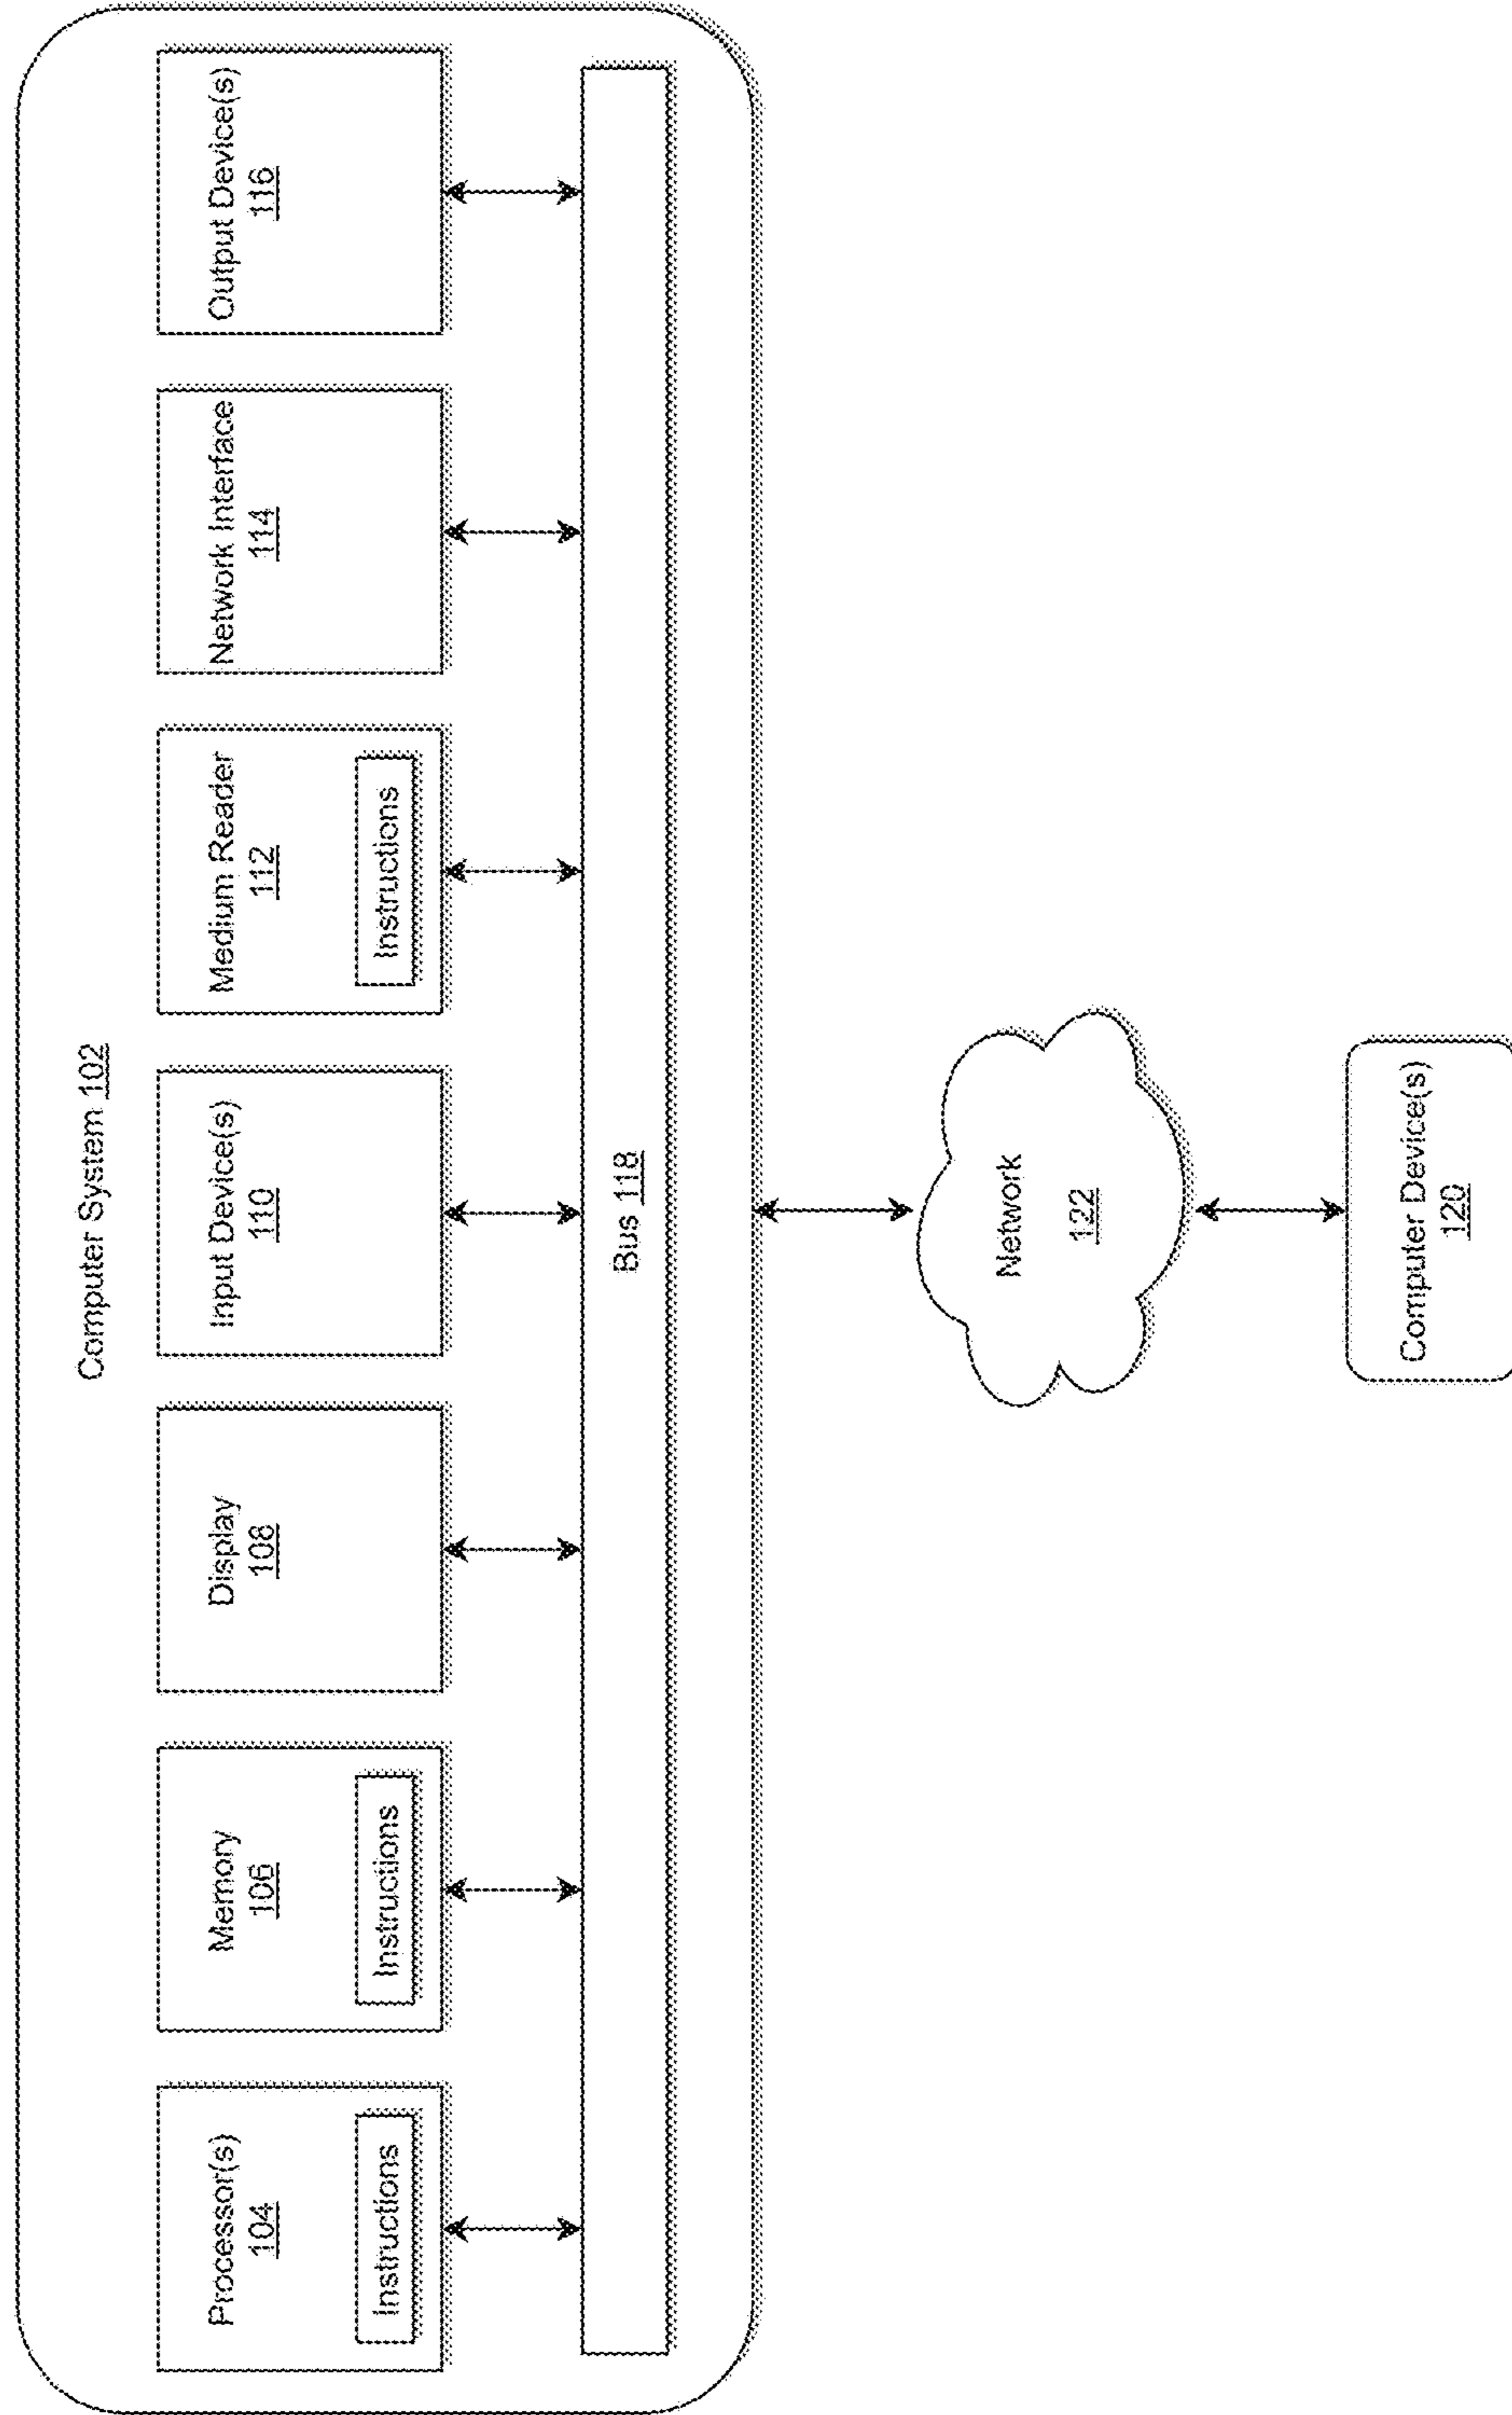 Computer System 102
Processor(s)
104
Instructions
Memory
106
Instructions
Display
108
Input Device(s)
110
Medium Reader
112
Instructions
Network Interface
114
Output Device(s)
116
Bus 118
Network
122
Computer Device(s)
120